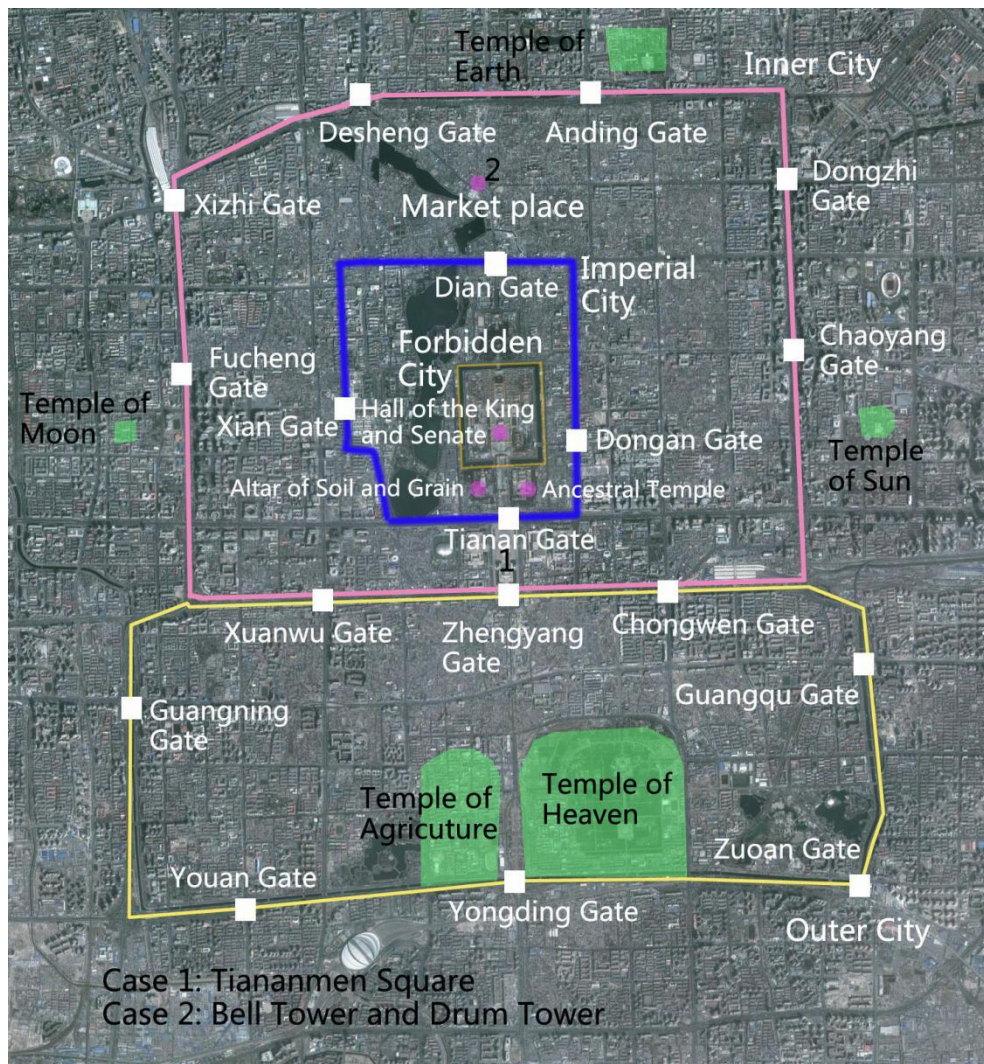 Temple of
Earth
Inner City
Desheng Gate
Anding Gate
2
Market place
Dongzhi
Gate
Xizhi Gate
Dian Gate
Imperial
City
Fucheng
Gate
Forbidden
City
Chaoyang
Gate
Temple of
Moon
Xian Gate
Hall of the King
and Senate
Dongan Gate
Temple
of Sun
Altar of Soil and Grain
Ancestral Temple
Tianan Gate
1
Xuanwu Gate
Zhengyang
Gate
Chongwen Gate
Guangning
Gate
Guangqu Gate
Temple of
Agricuture
Temple of
Heaven
Zuoan Gate
Youan Gate
Yongding Gate
Outer City
Case 1: Tiananmen Square
Case 2: Bell Tower and Drum Tower